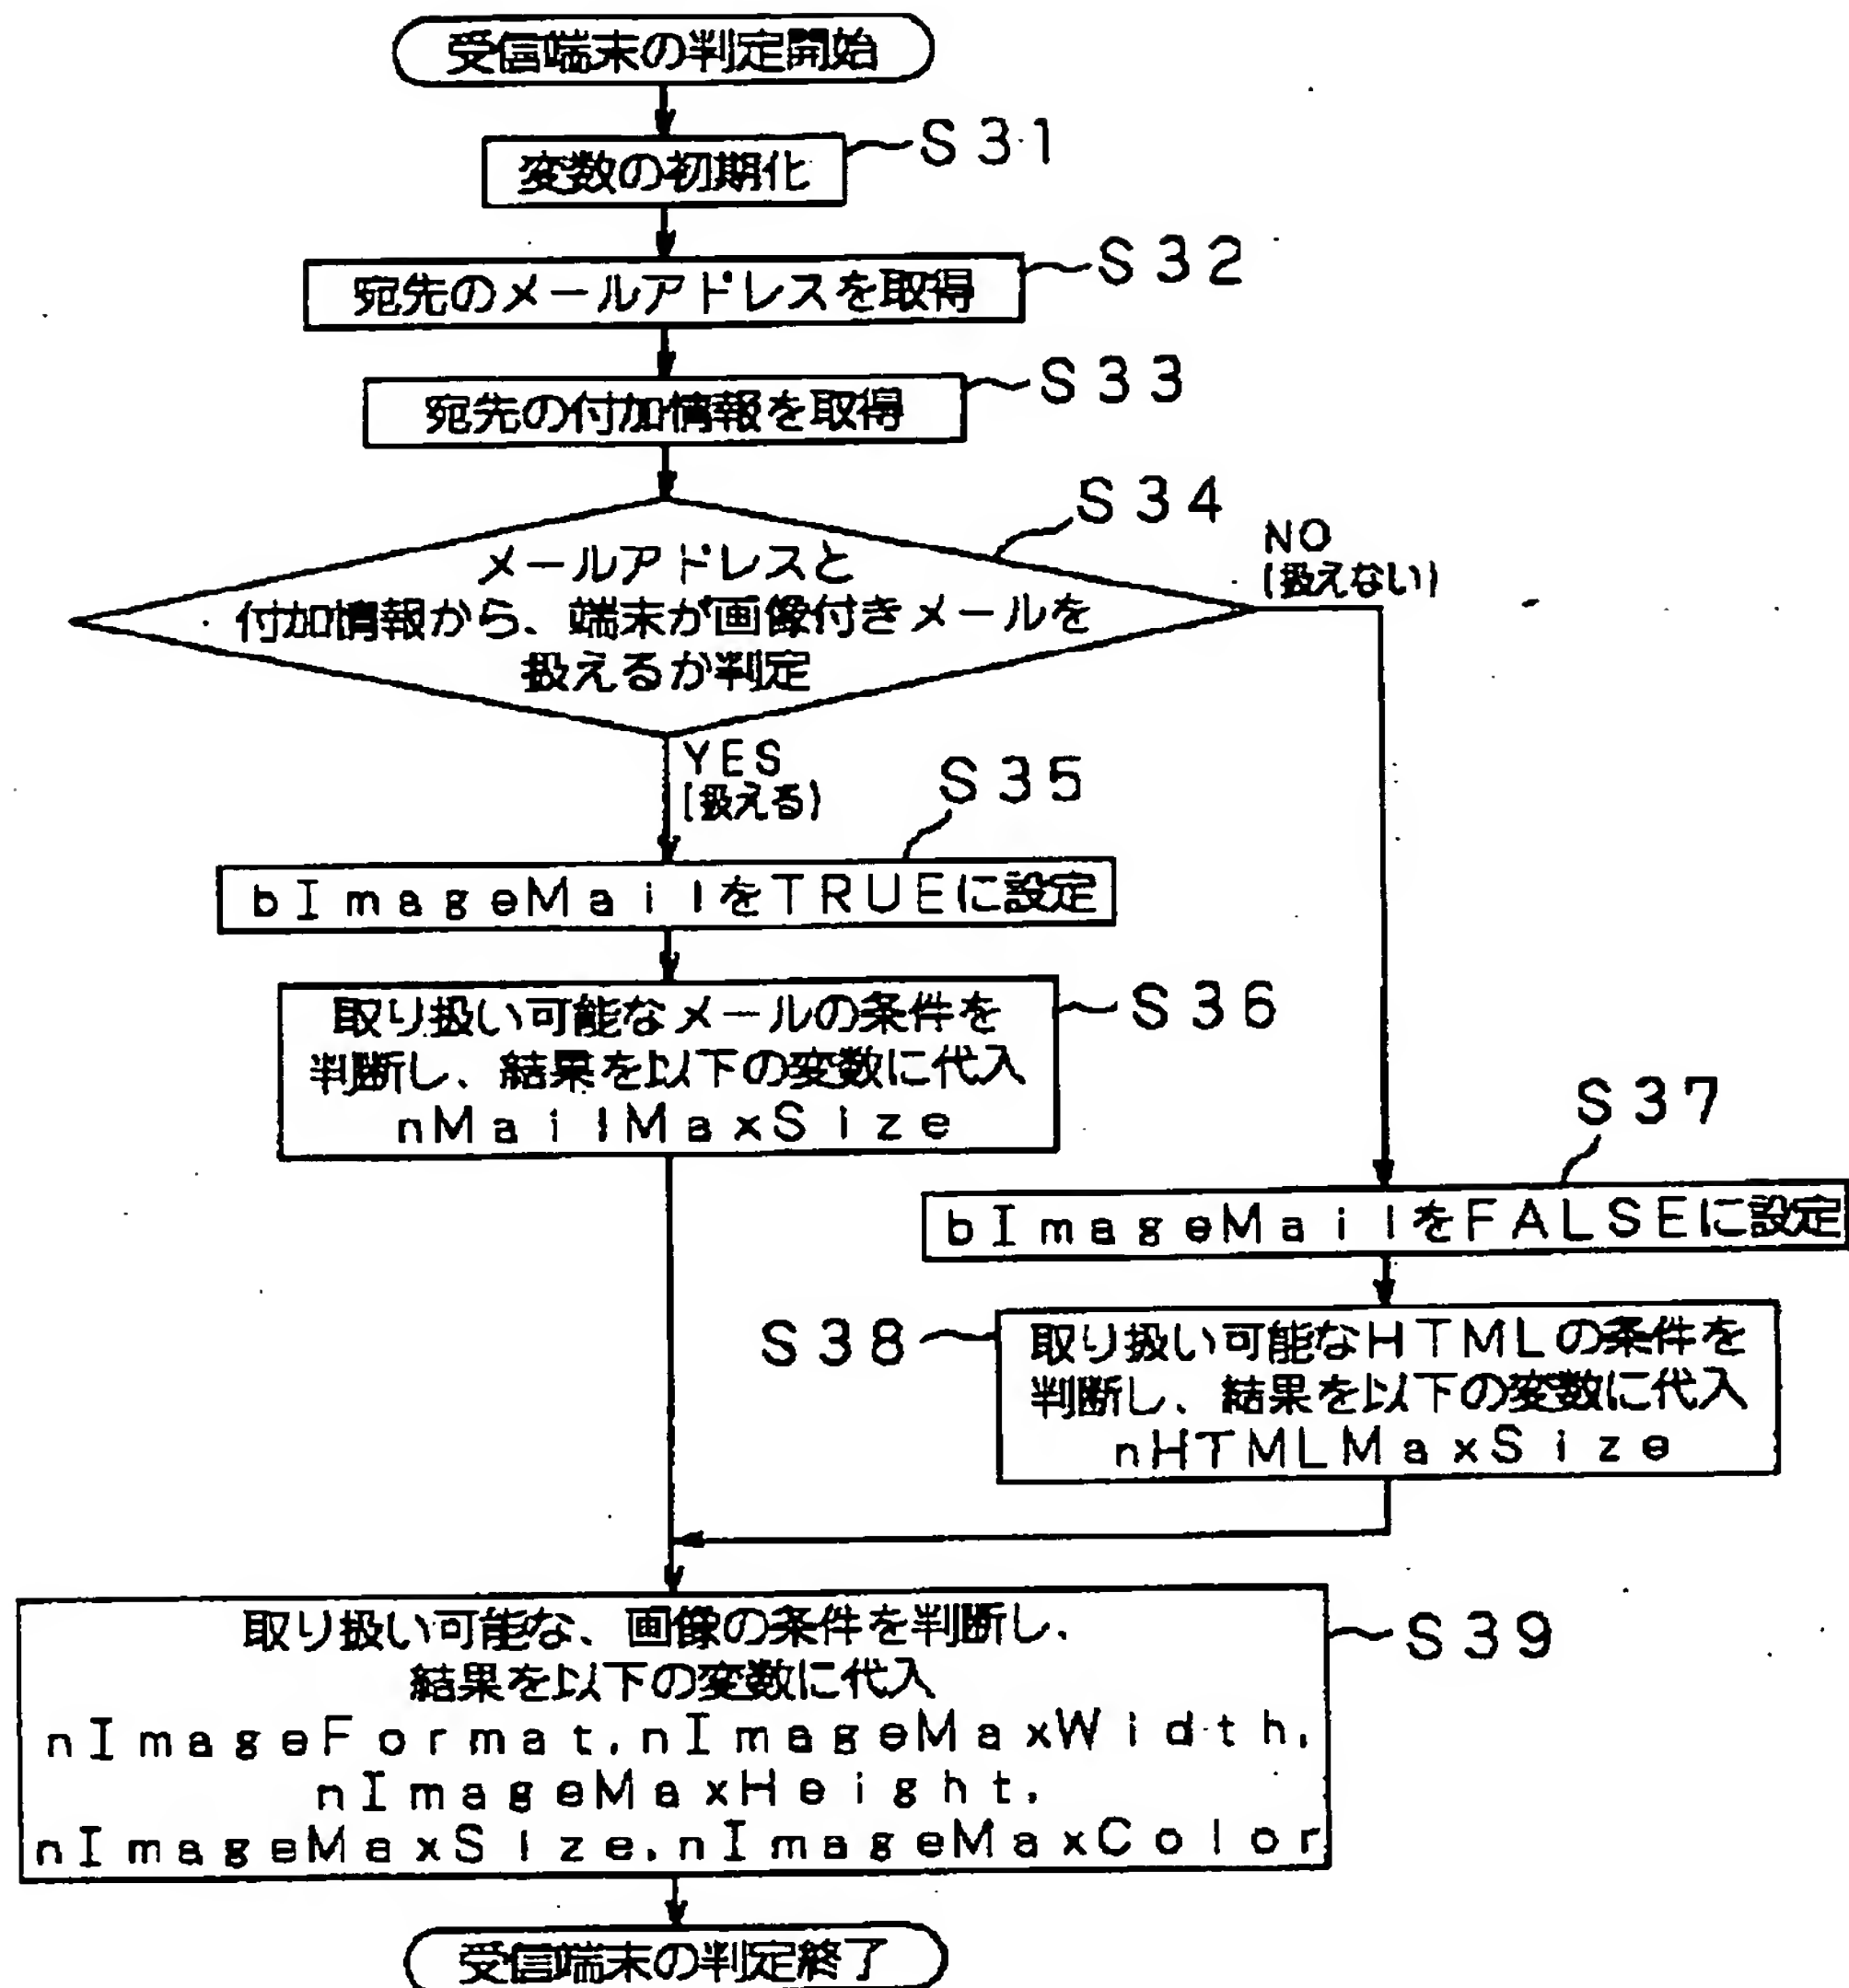 受信端末の判定開始
S31
変数の初期化
S32
宛先のメールアドレスを取得
S33
宛先の付加情報を取得
S34
メールアドレスと
付加情報から、端末が画像付きメールを
扱えるか判定
NO
(扱えない)
YES
(扱える)
S35
bImageMailをTRUEに設定
S36
取り扱い可能なメールの条件を
判断し、結果を以下の変数に代入
nMailMaxSize
S37
bImageMailをFALSEに設定
S38
取り扱い可能なHTMLの条件を
判断し、結果を以下の変数に代入
nHTMLMaxSize
S39
取り扱い可能な、画像の条件を判断し、
結果を以下の変数に代入
nImageFormat,nImageMaxWidth,
nImageMaxHeight,
nImageMaxSize,nImageMaxColor
受信端末の判定終了